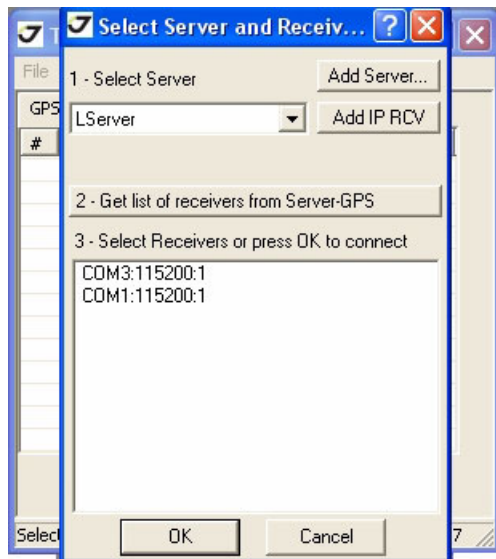 Select Server and Receiv...
File
1 - Select Server
Add Server...
GPS
LServer
Add IP RCV
#
2 - Get list of receivers from Server-GPS
3 - Select Receivers or press OK to connect
COM3:115200:1
COM1:115200:1
Select
OK
Cancel
7